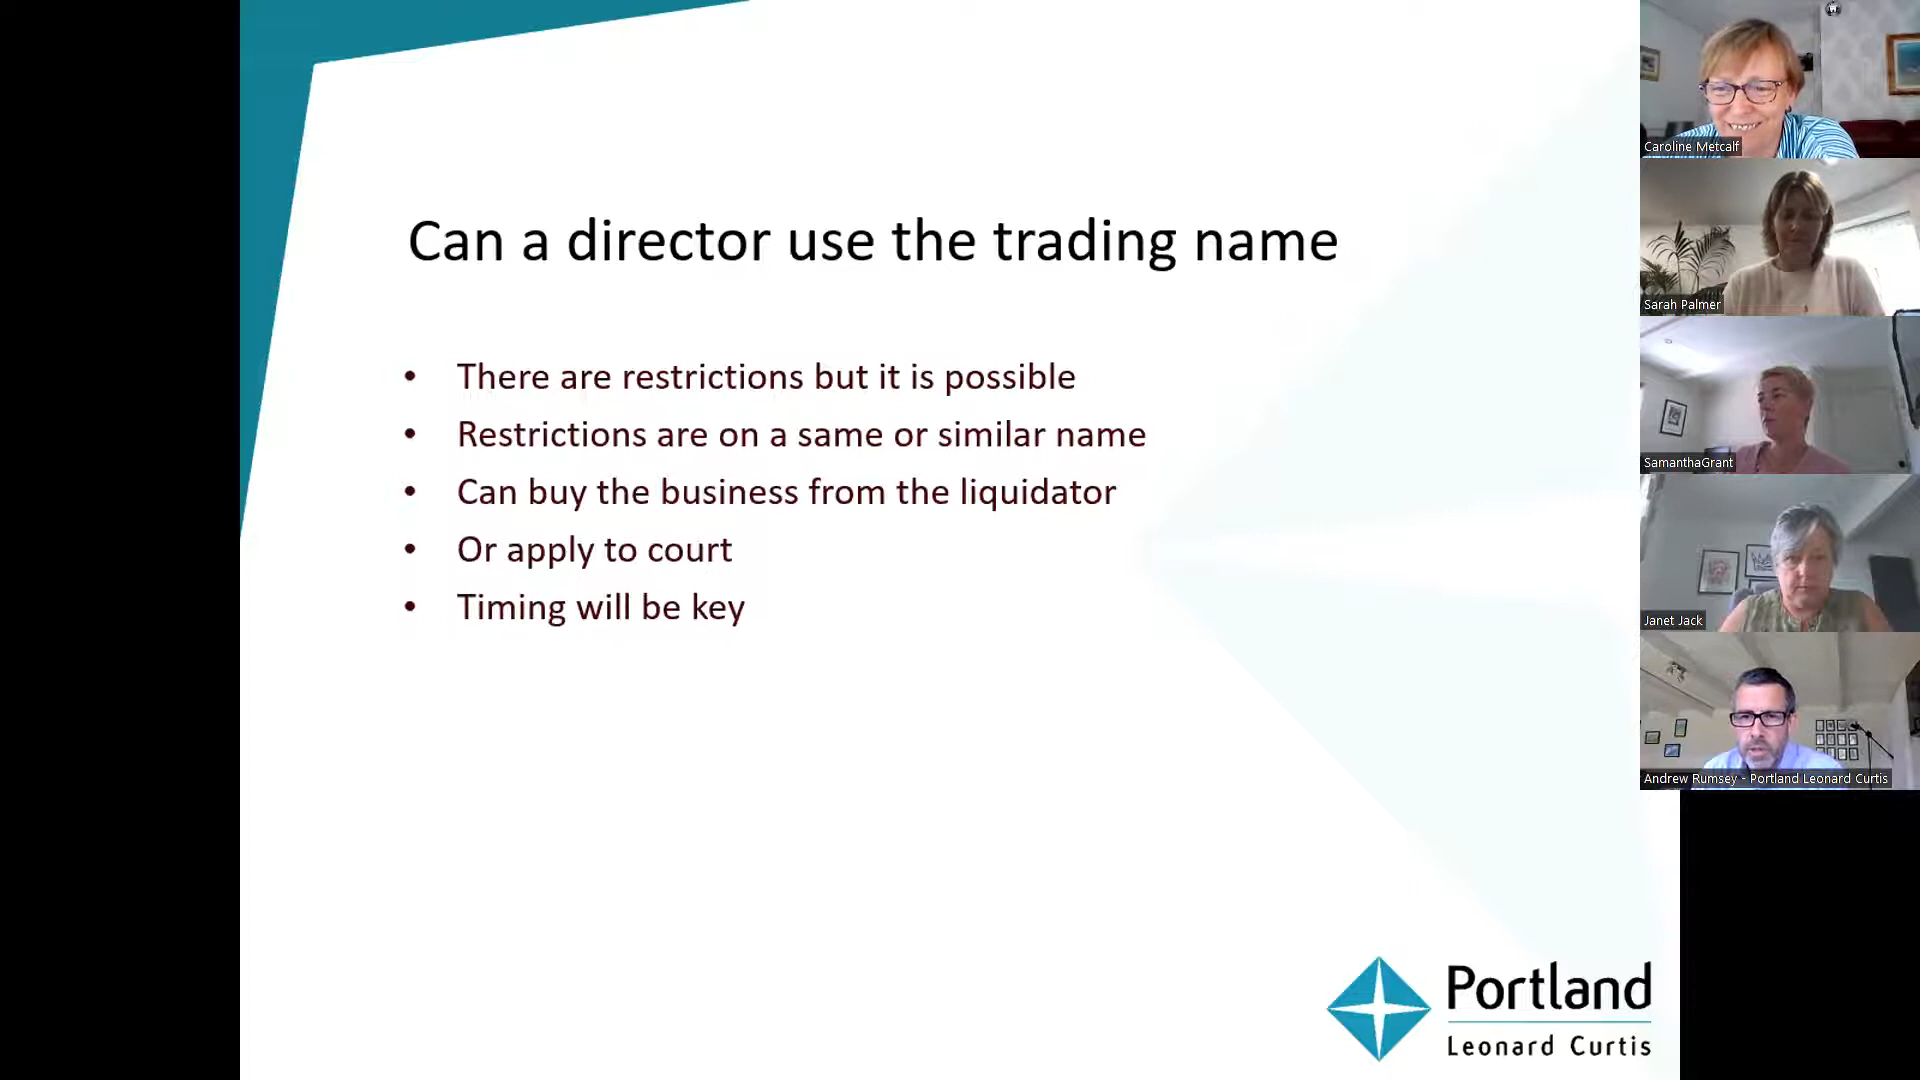 Can a director use the trading name
• There are restrictions but it is possible
• Restrictions are on a same or similar name
• Can buy the business from the liquidator
• Or apply to court
• Timing will be key
Portland
Leonard Curtis
Caroline Metcalf
Sarah Palmer
SamanthaGrant
Janet Jack
Andrew Rumsey - Portland Leonard Curtis